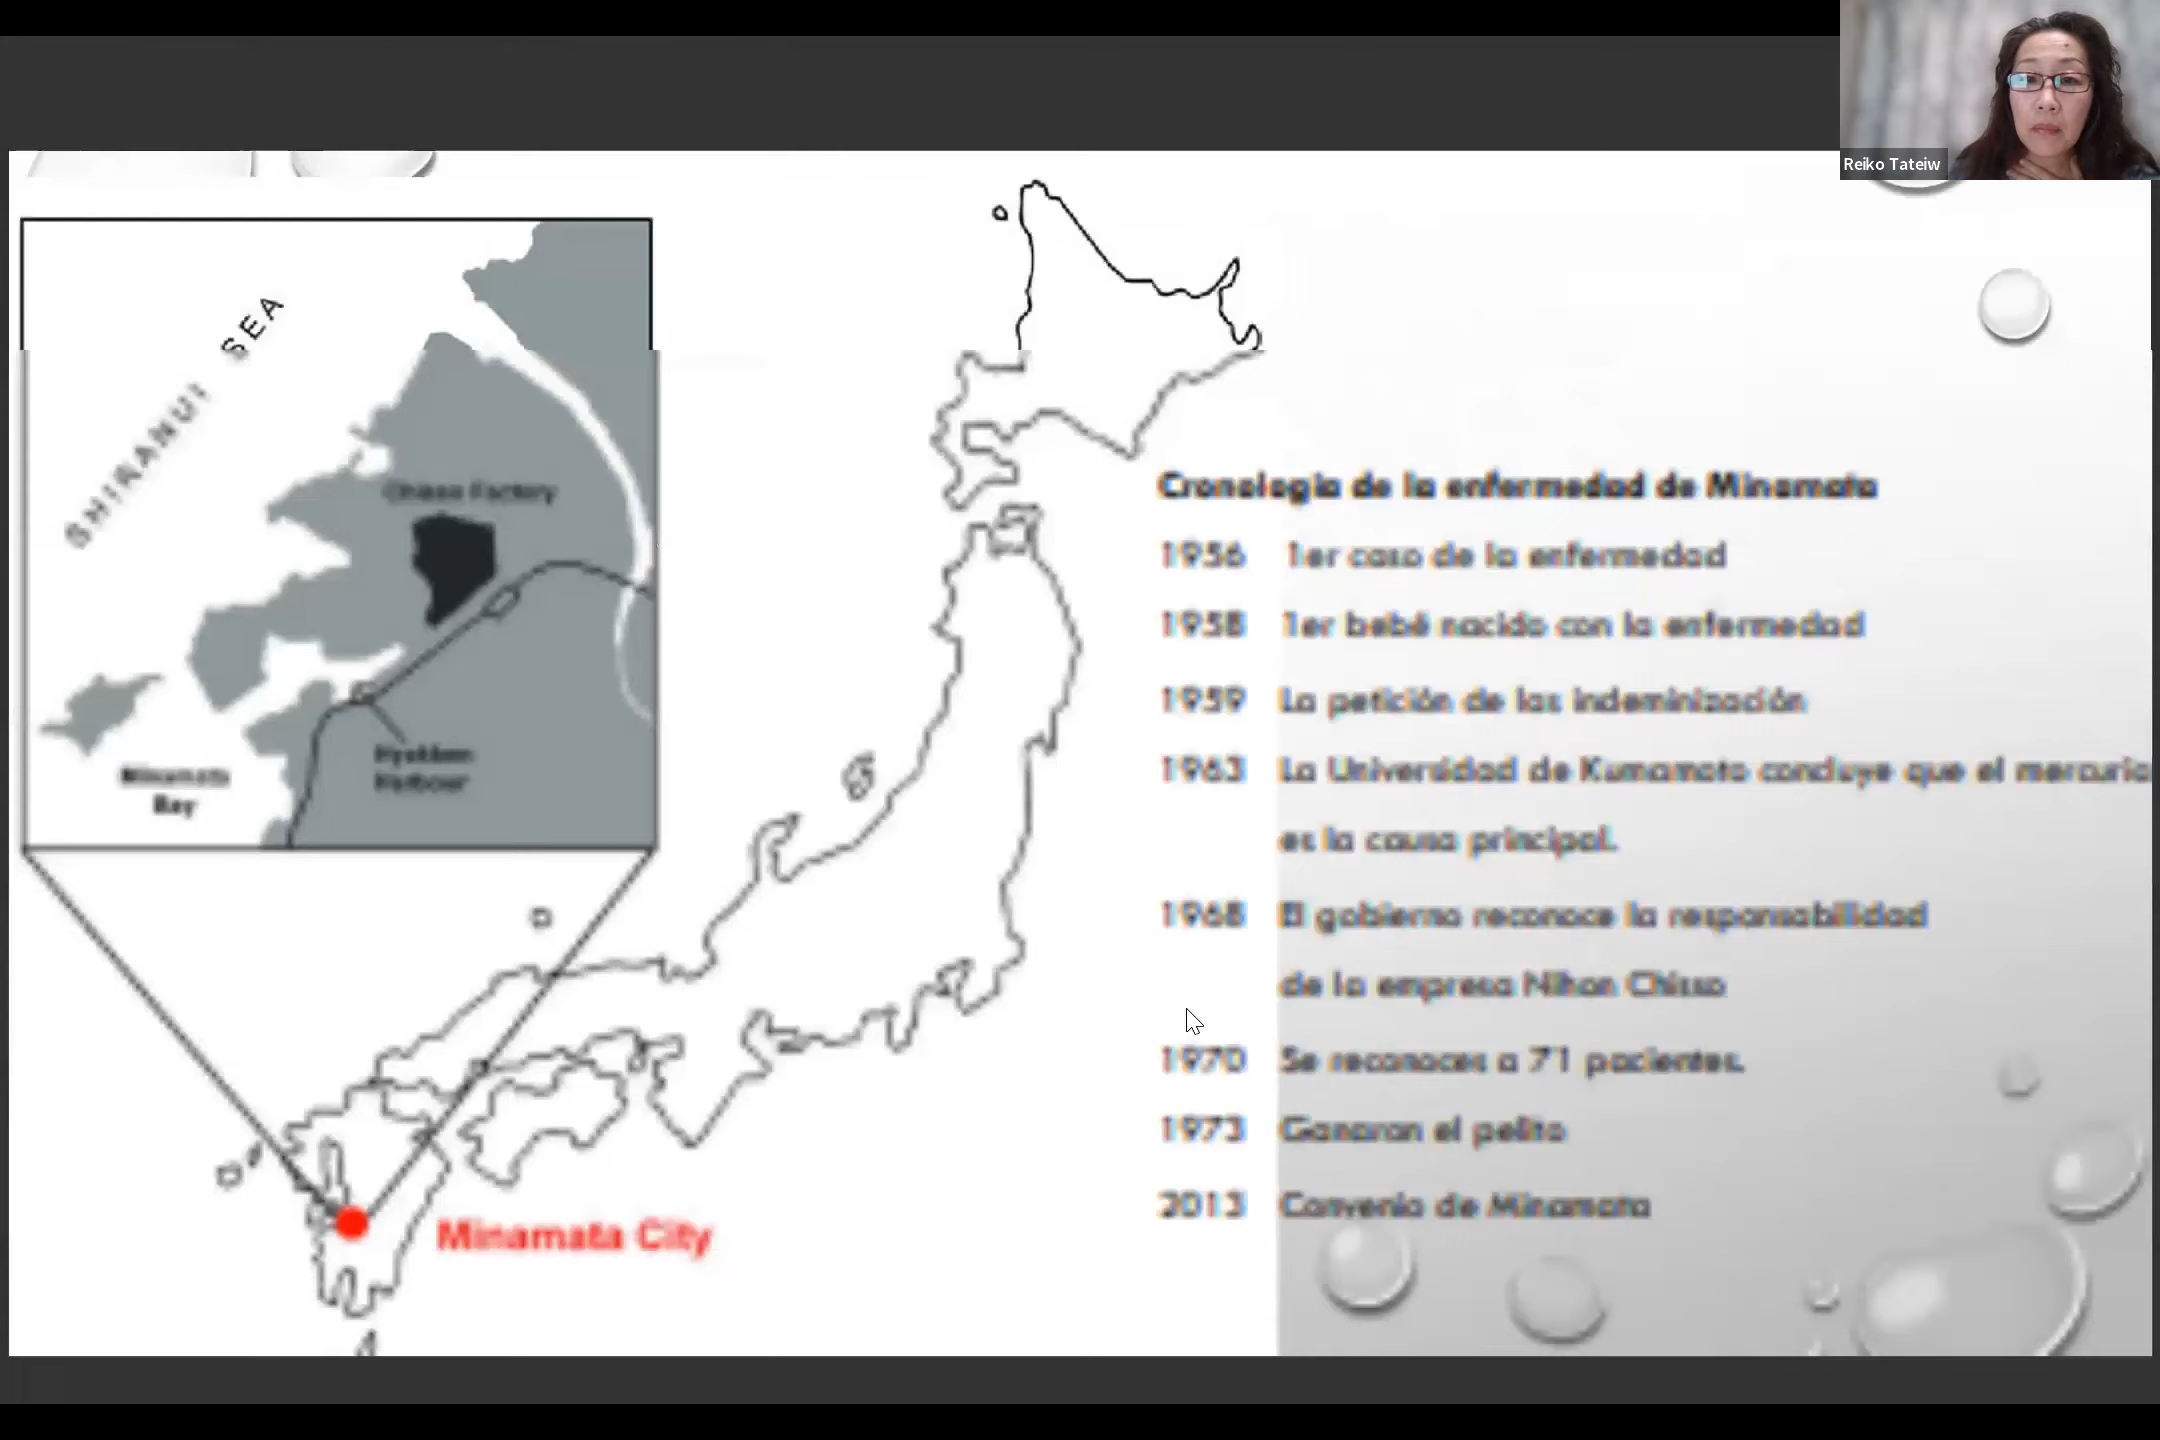 Reiko Tateiw
SHIRANUI SEA
Chisso Factory
Hyakken
Harbour
Minamata
Bay
Minamata City
Cronología de la enfermedad de Minamata
1956 1er caso de la enfermedad
1958 1er bebé nacido con la enfermedad
1959 La petición de las indeminización
1963 La Universidad de Kumamoto concluye que el mercurio
es la causa principal.
1968 El gobierno reconoce la responsabilidad
de la empresa Nihon Chisso
1970 Se reconoces a 71 pacientes.
1973 Ganaron el pelito
2013 Convenio de Minamata